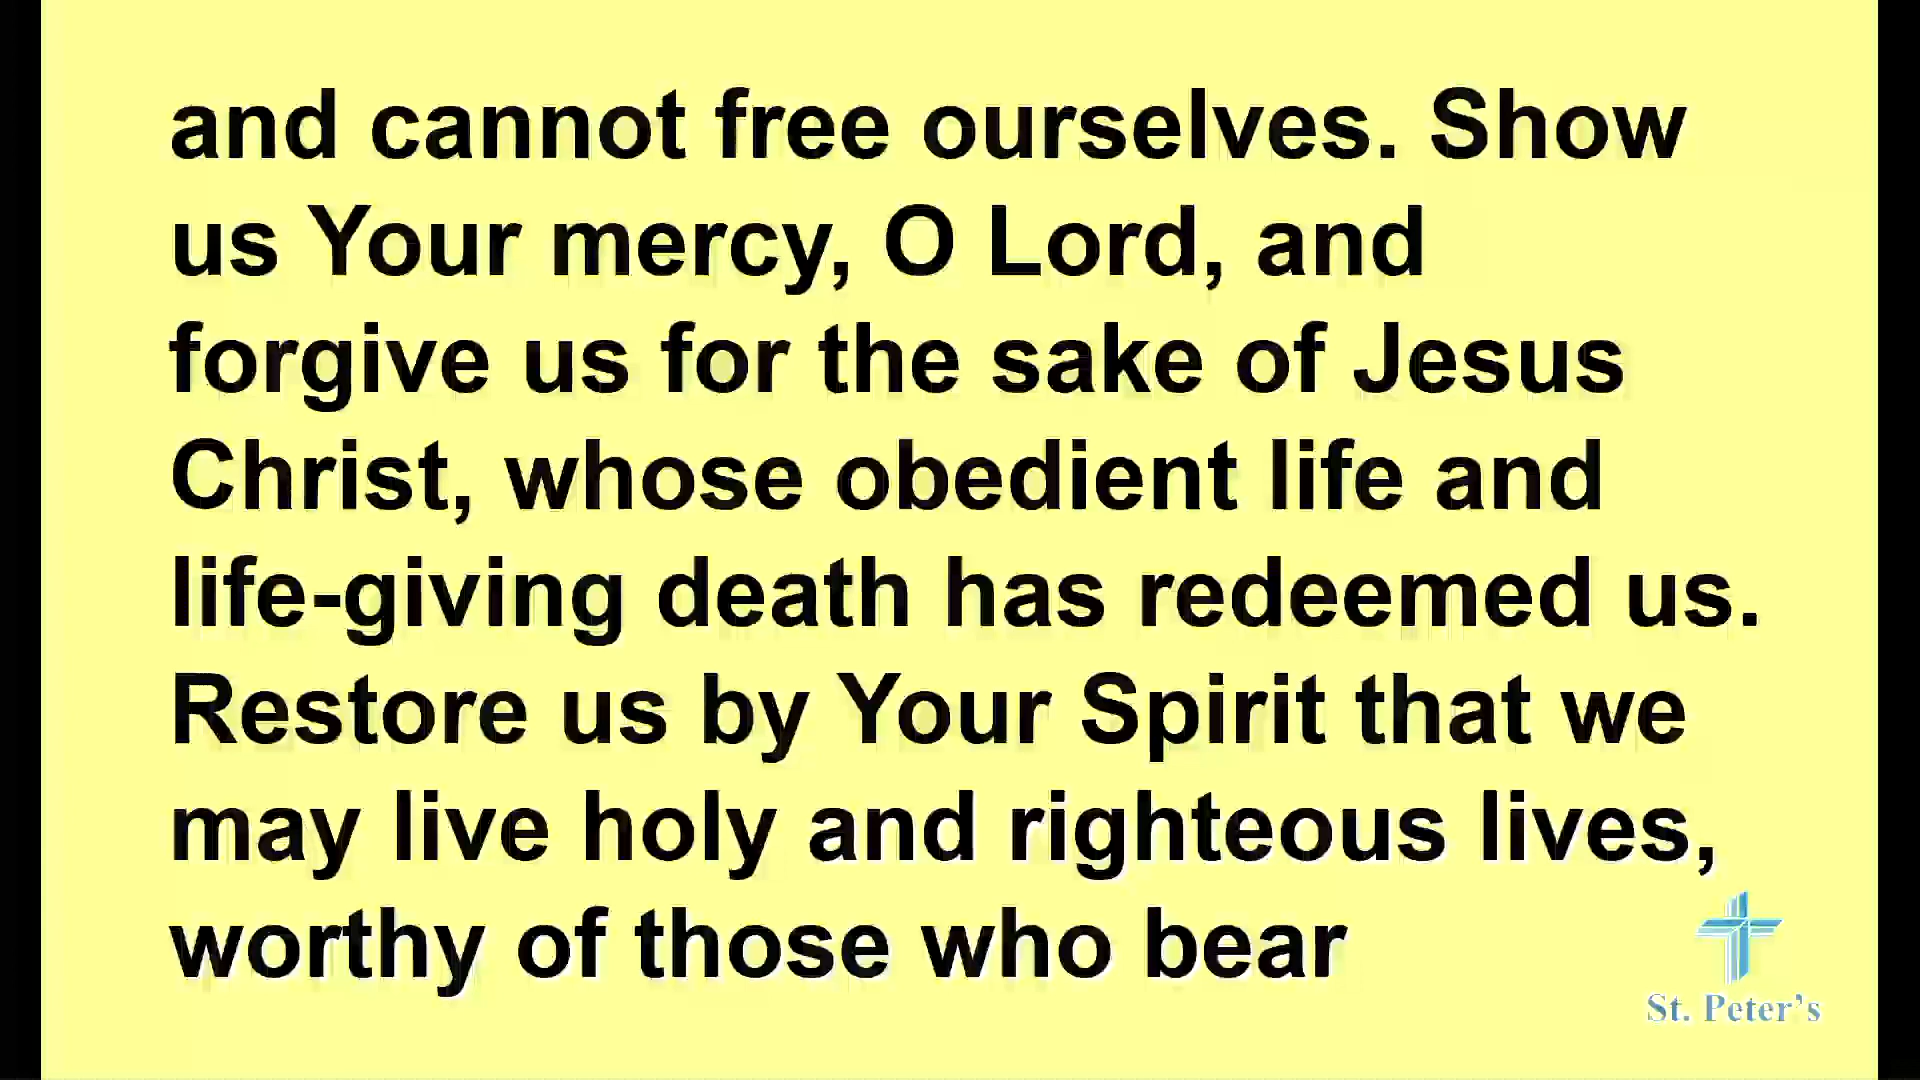 and cannot free ourselves. Show
us Your mercy, O Lord, and
forgive us for the sake of Jesus
Christ, whose obedient life and
life-giving death has redeemed us.
Restore us by Your Spirit that we
may live holy and righteous lives,
worthy of those who bear
St. Peter's